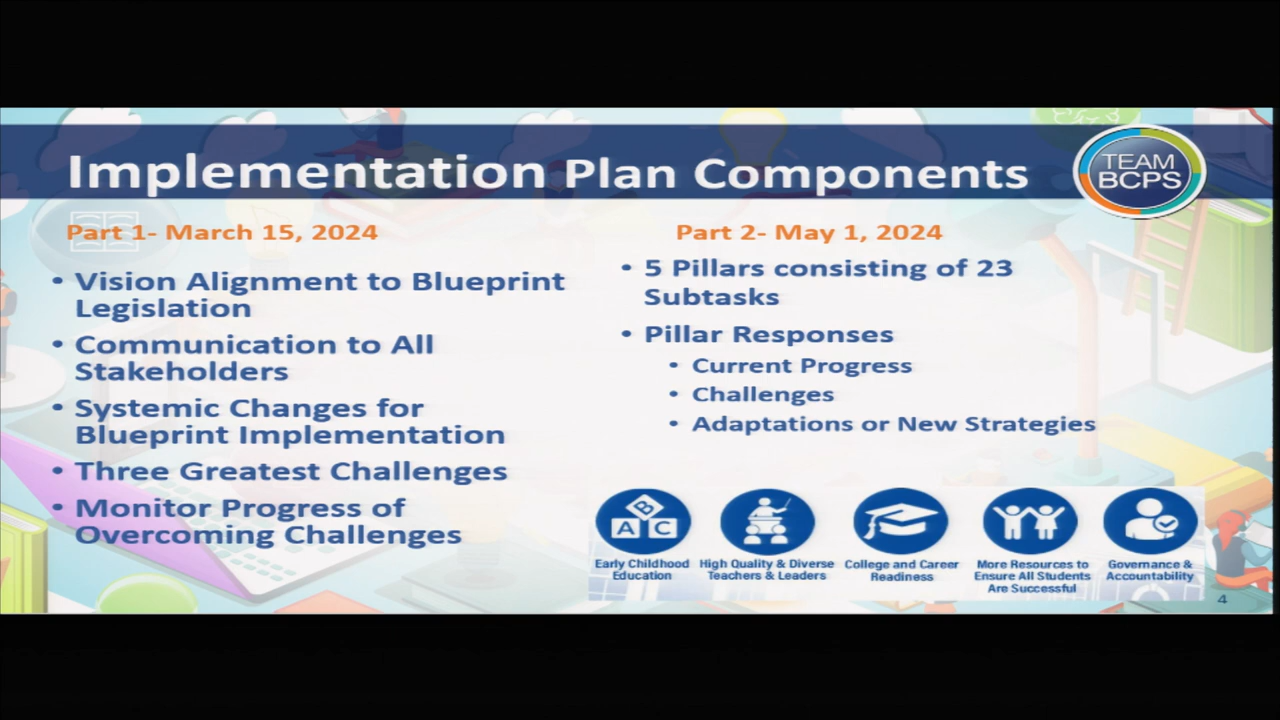 Implementation Plan Components
TEAM
BCPS
Part 1- March 15, 2024
• Vision Alignment to Blueprint
Legislation
• Communication to All
Stakeholders
• Systemic Changes for
Blueprint Implementation
• Three Greatest Challenges
• Monitor Progress of
Overcoming Challenges
Part 2- May 1, 2024
• 5 Pillars consisting of 23
Subtasks
• Pillar Responses
• Current Progress
• Challenges
• Adaptations or New Strategies
A B C
Early Childhood
Education
High Quality & Diverse
Teachers & Leaders
College and Career
Readiness
More Resources to
Ensure All Students
Are Successful
Governance &
Accountability
4